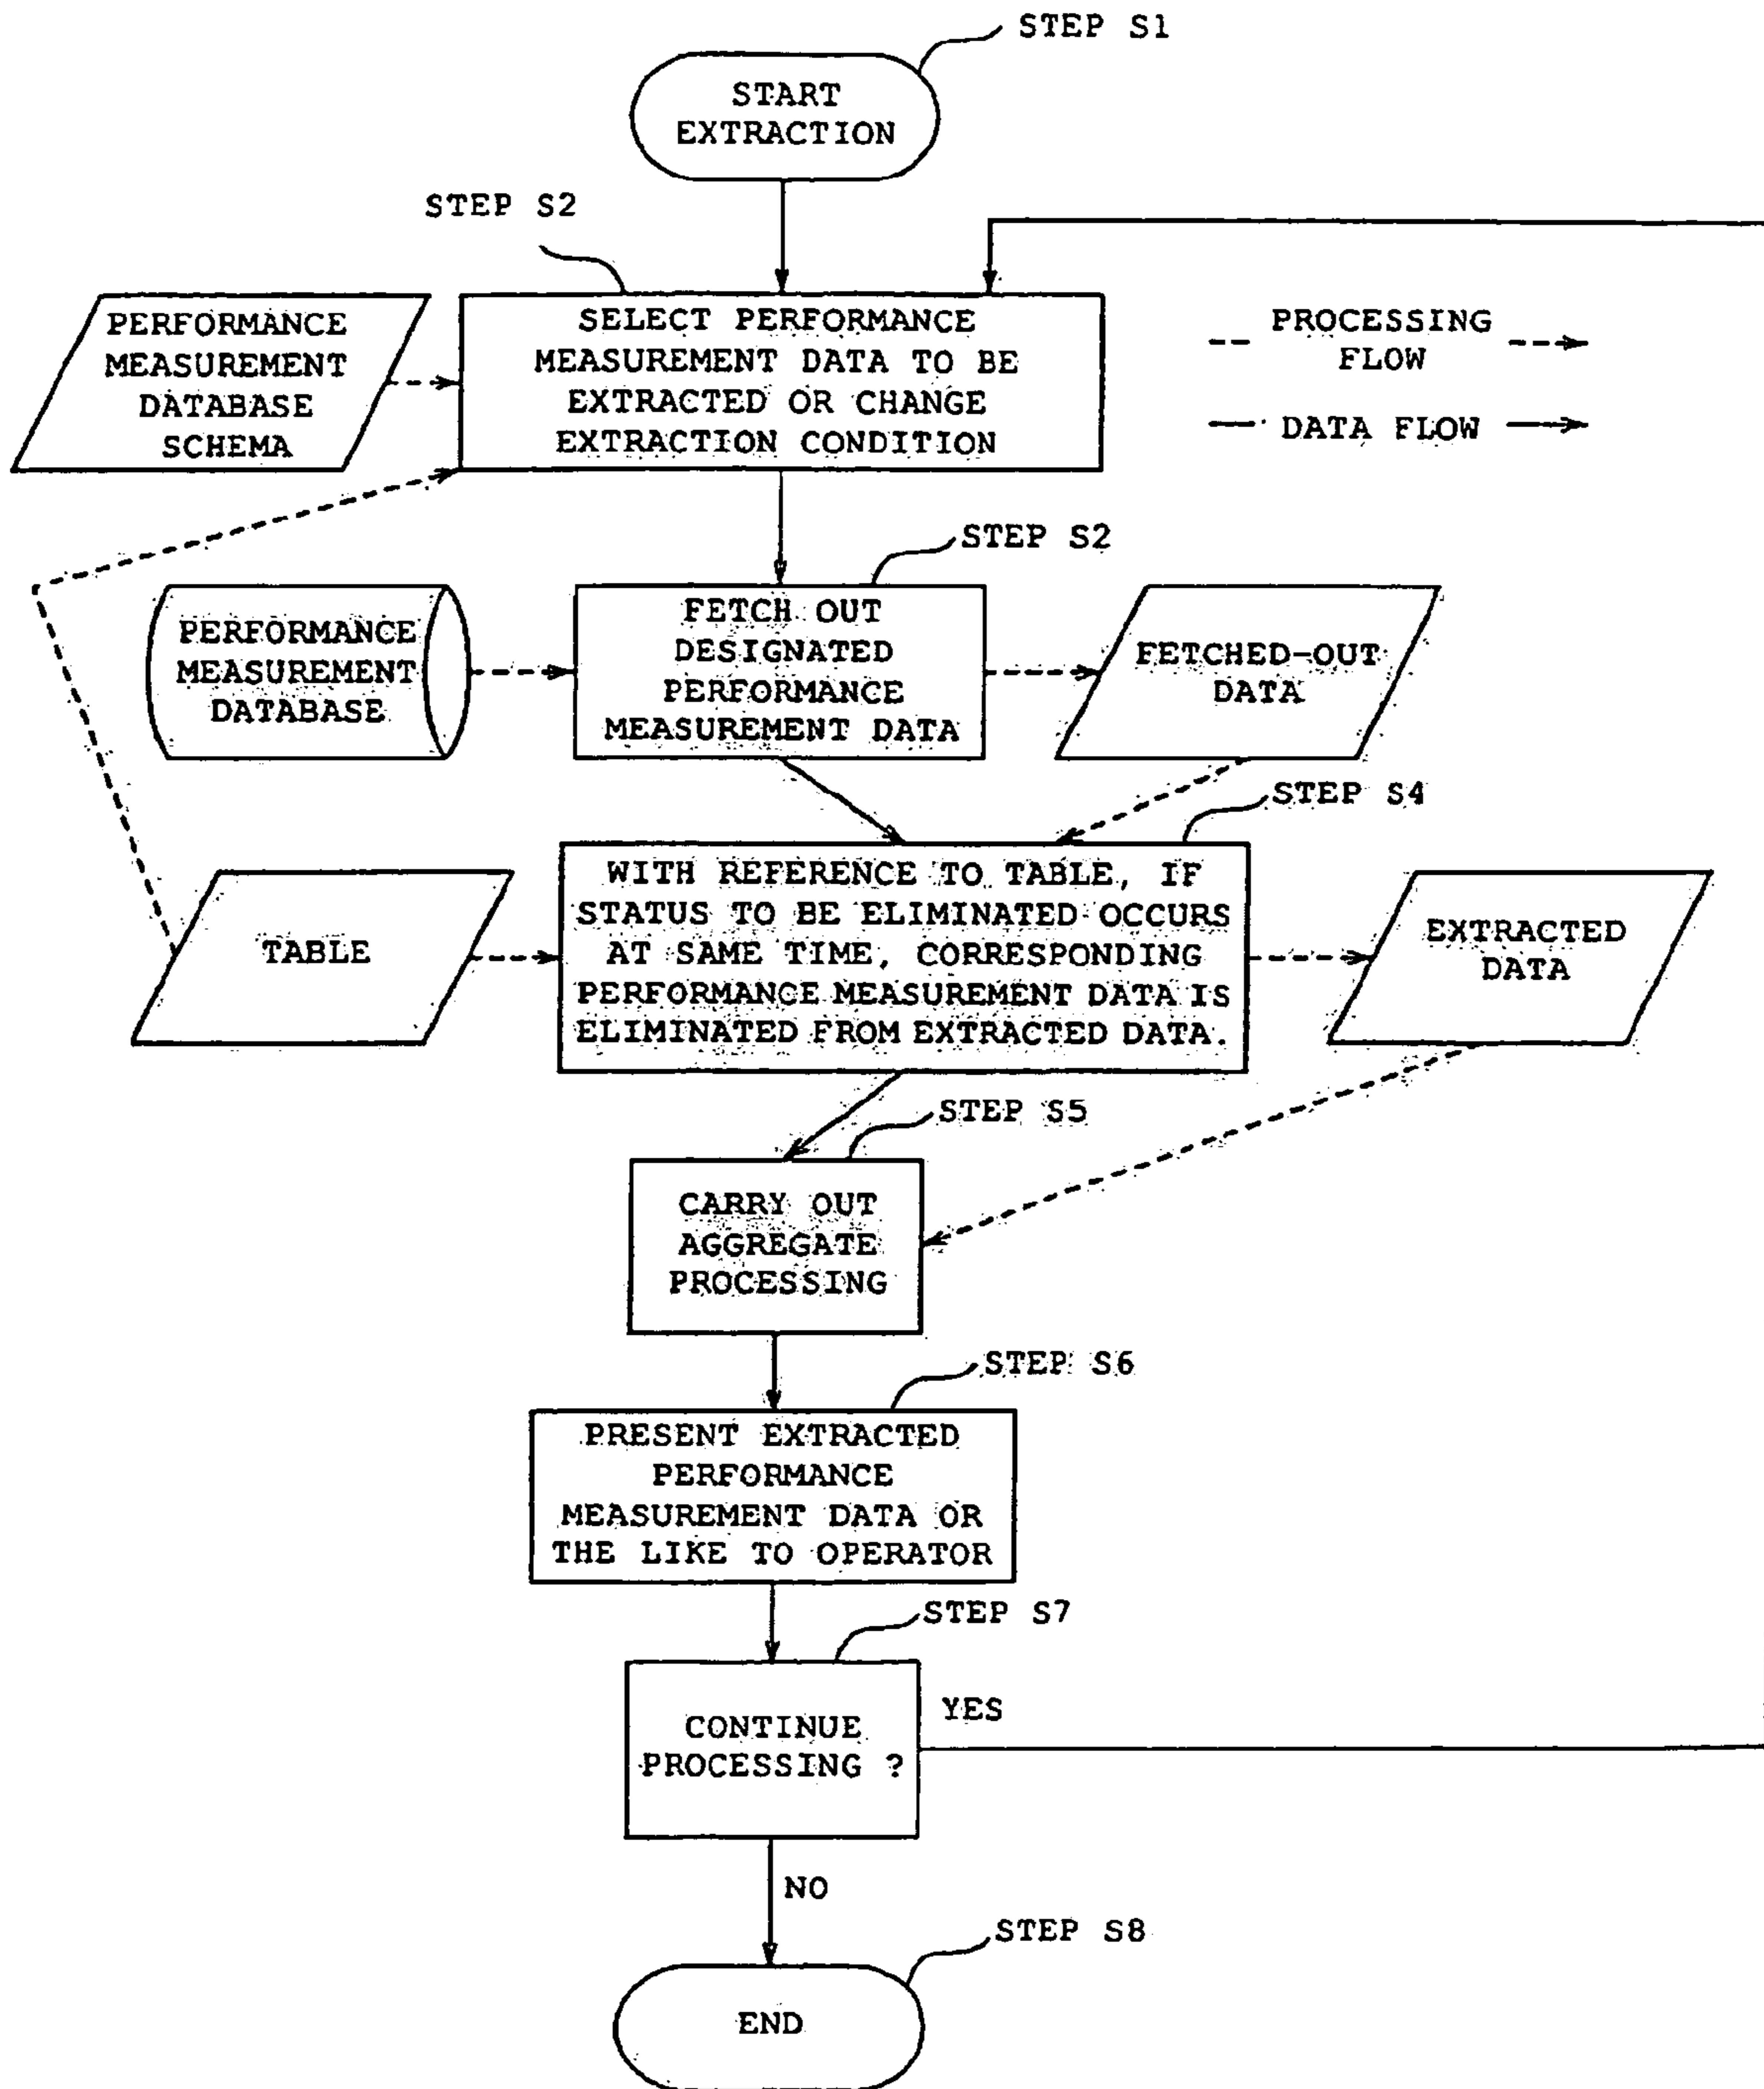 STEP S1
START
EXTRACTION
STEP S2
PERFORMANCE
MEASUREMENT
DATABASE
SCHEMA
SELECT PERFORMANCE
MEASUREMENT DATA TO BE
EXTRACTED OR CHANGE
EXTRACTION CONDITION
PROCESSING
FLOW
DATA FLOW
STEP S2
PERFORMANCE
MEASUREMENT
DATABASE
FETCH OUT
DESIGNATED
PERFORMANCE
MEASUREMENT DATA
FETCHED-OUT
DATA
STEP S4
TABLE
WITH REFERENCE TO TABLE, IF
STATUS TO BE ELIMINATED OCCURS
AT SAME TIME, CORRESPONDING
PERFORMANCE MEASUREMENT DATA IS
ELIMINATED FROM EXTRACTED DATA.
EXTRACTED
DATA
STEP S5
CARRY OUT
AGGREGATE
PROCESSING
STEP S6
PRESENT EXTRACTED
PERFORMANCE
MEASUREMENT DATA OR
THE LIKE TO OPERATOR
STEP S7
CONTINUE
PROCESSING ?
YES
NO
STEP S8
END